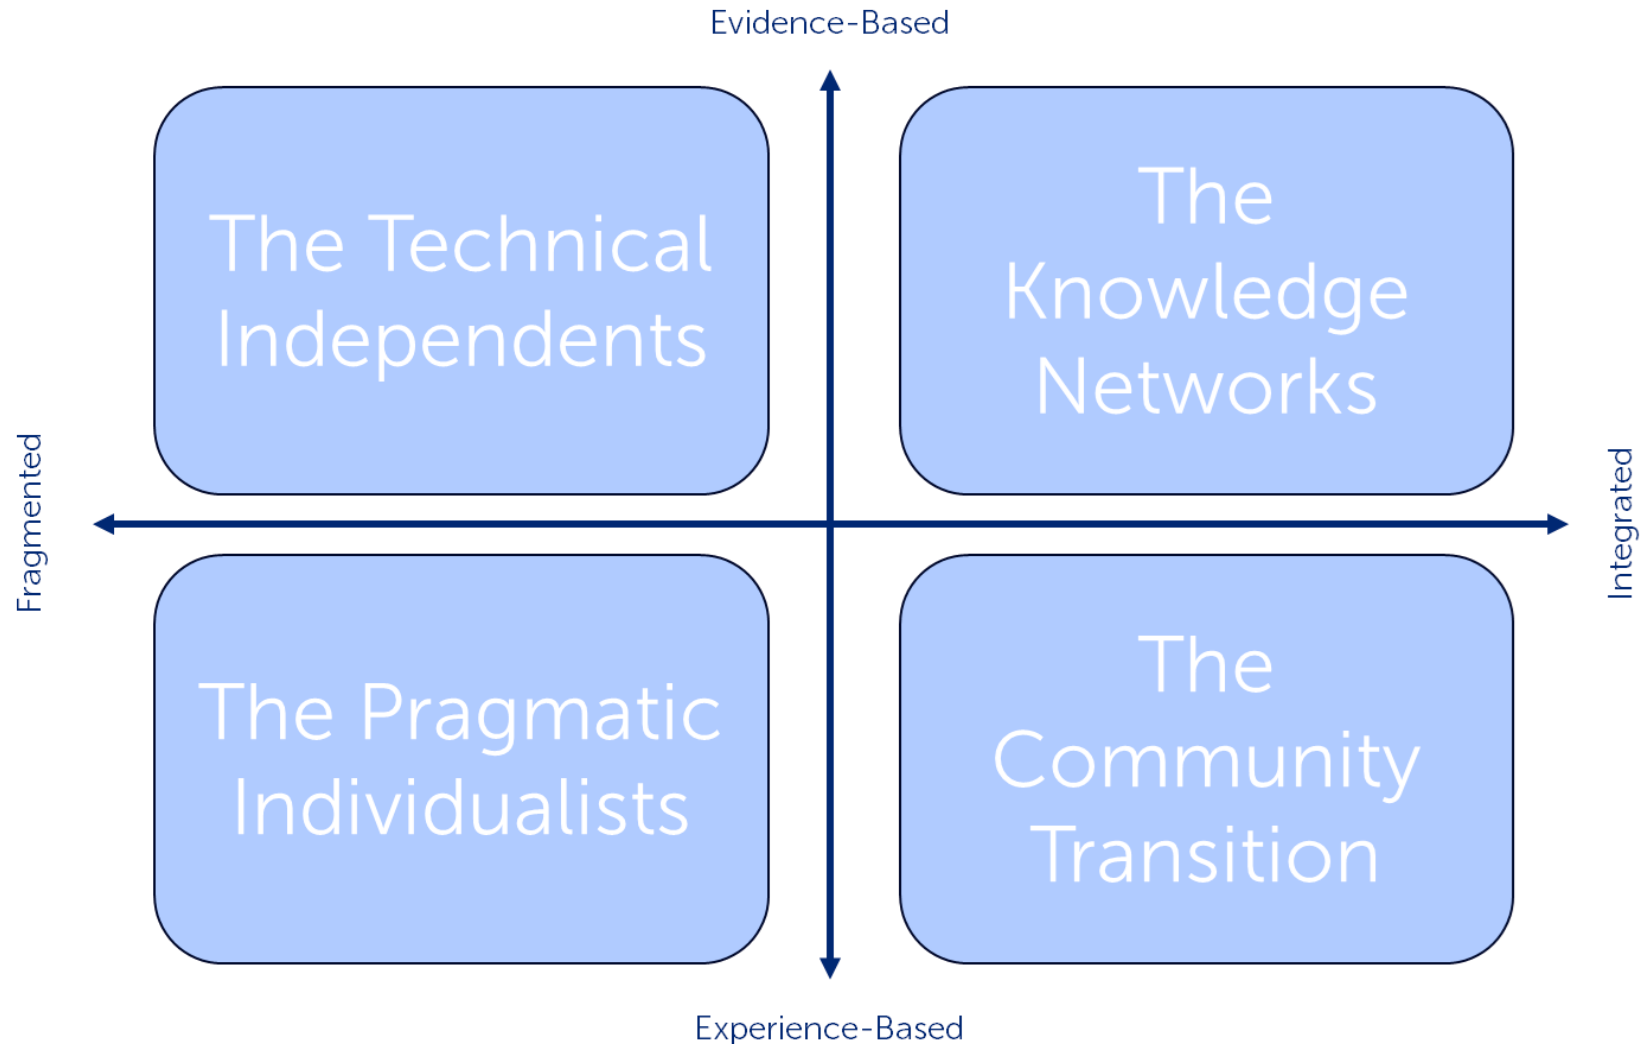 Evidence-Based
The Technical
Independents
The
Knowledge
Networks
Fragmented
Integrated
The Pragmatic
Individualists
The
Community
Transition
Experience-Based